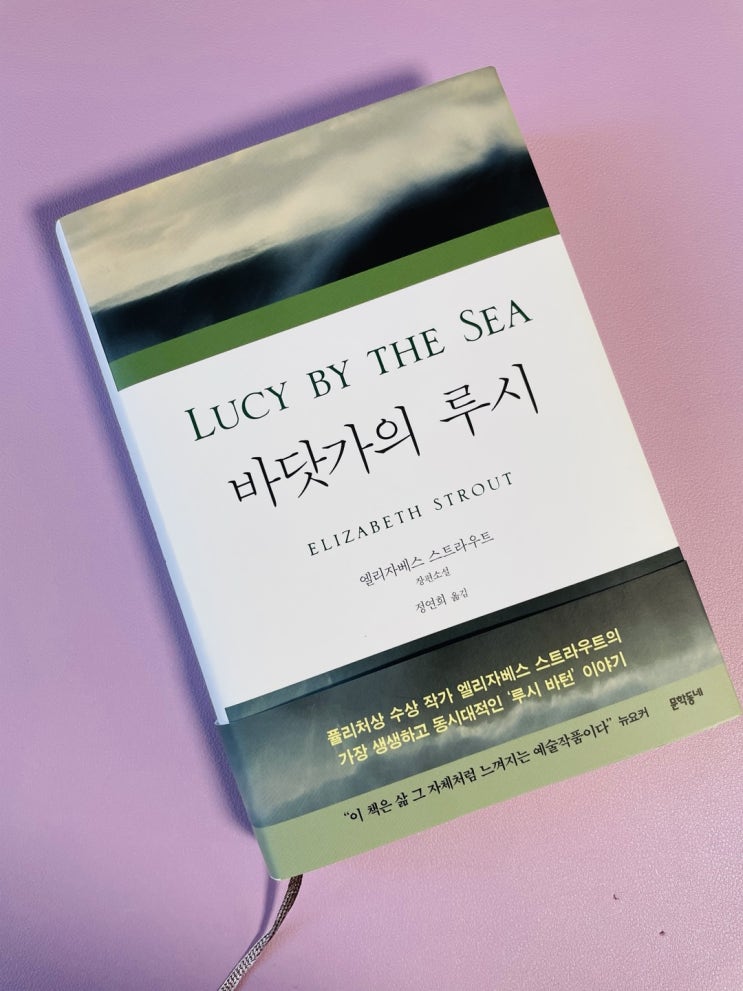 LUCY BY THE SEA
바닷가의 루시
ELIZABETH STROUT
엘리자베스 스트라우트
장편소설
정연희 옮김
퓰리처상 수상 작가 엘리자베스 스트라우트의
가장 생생하고 동시대적인 ‘루시 바턴’ 이야기
“이 책은 삶 그 자체처럼 느껴지는 예술작품이다” 뉴요커
문학동네